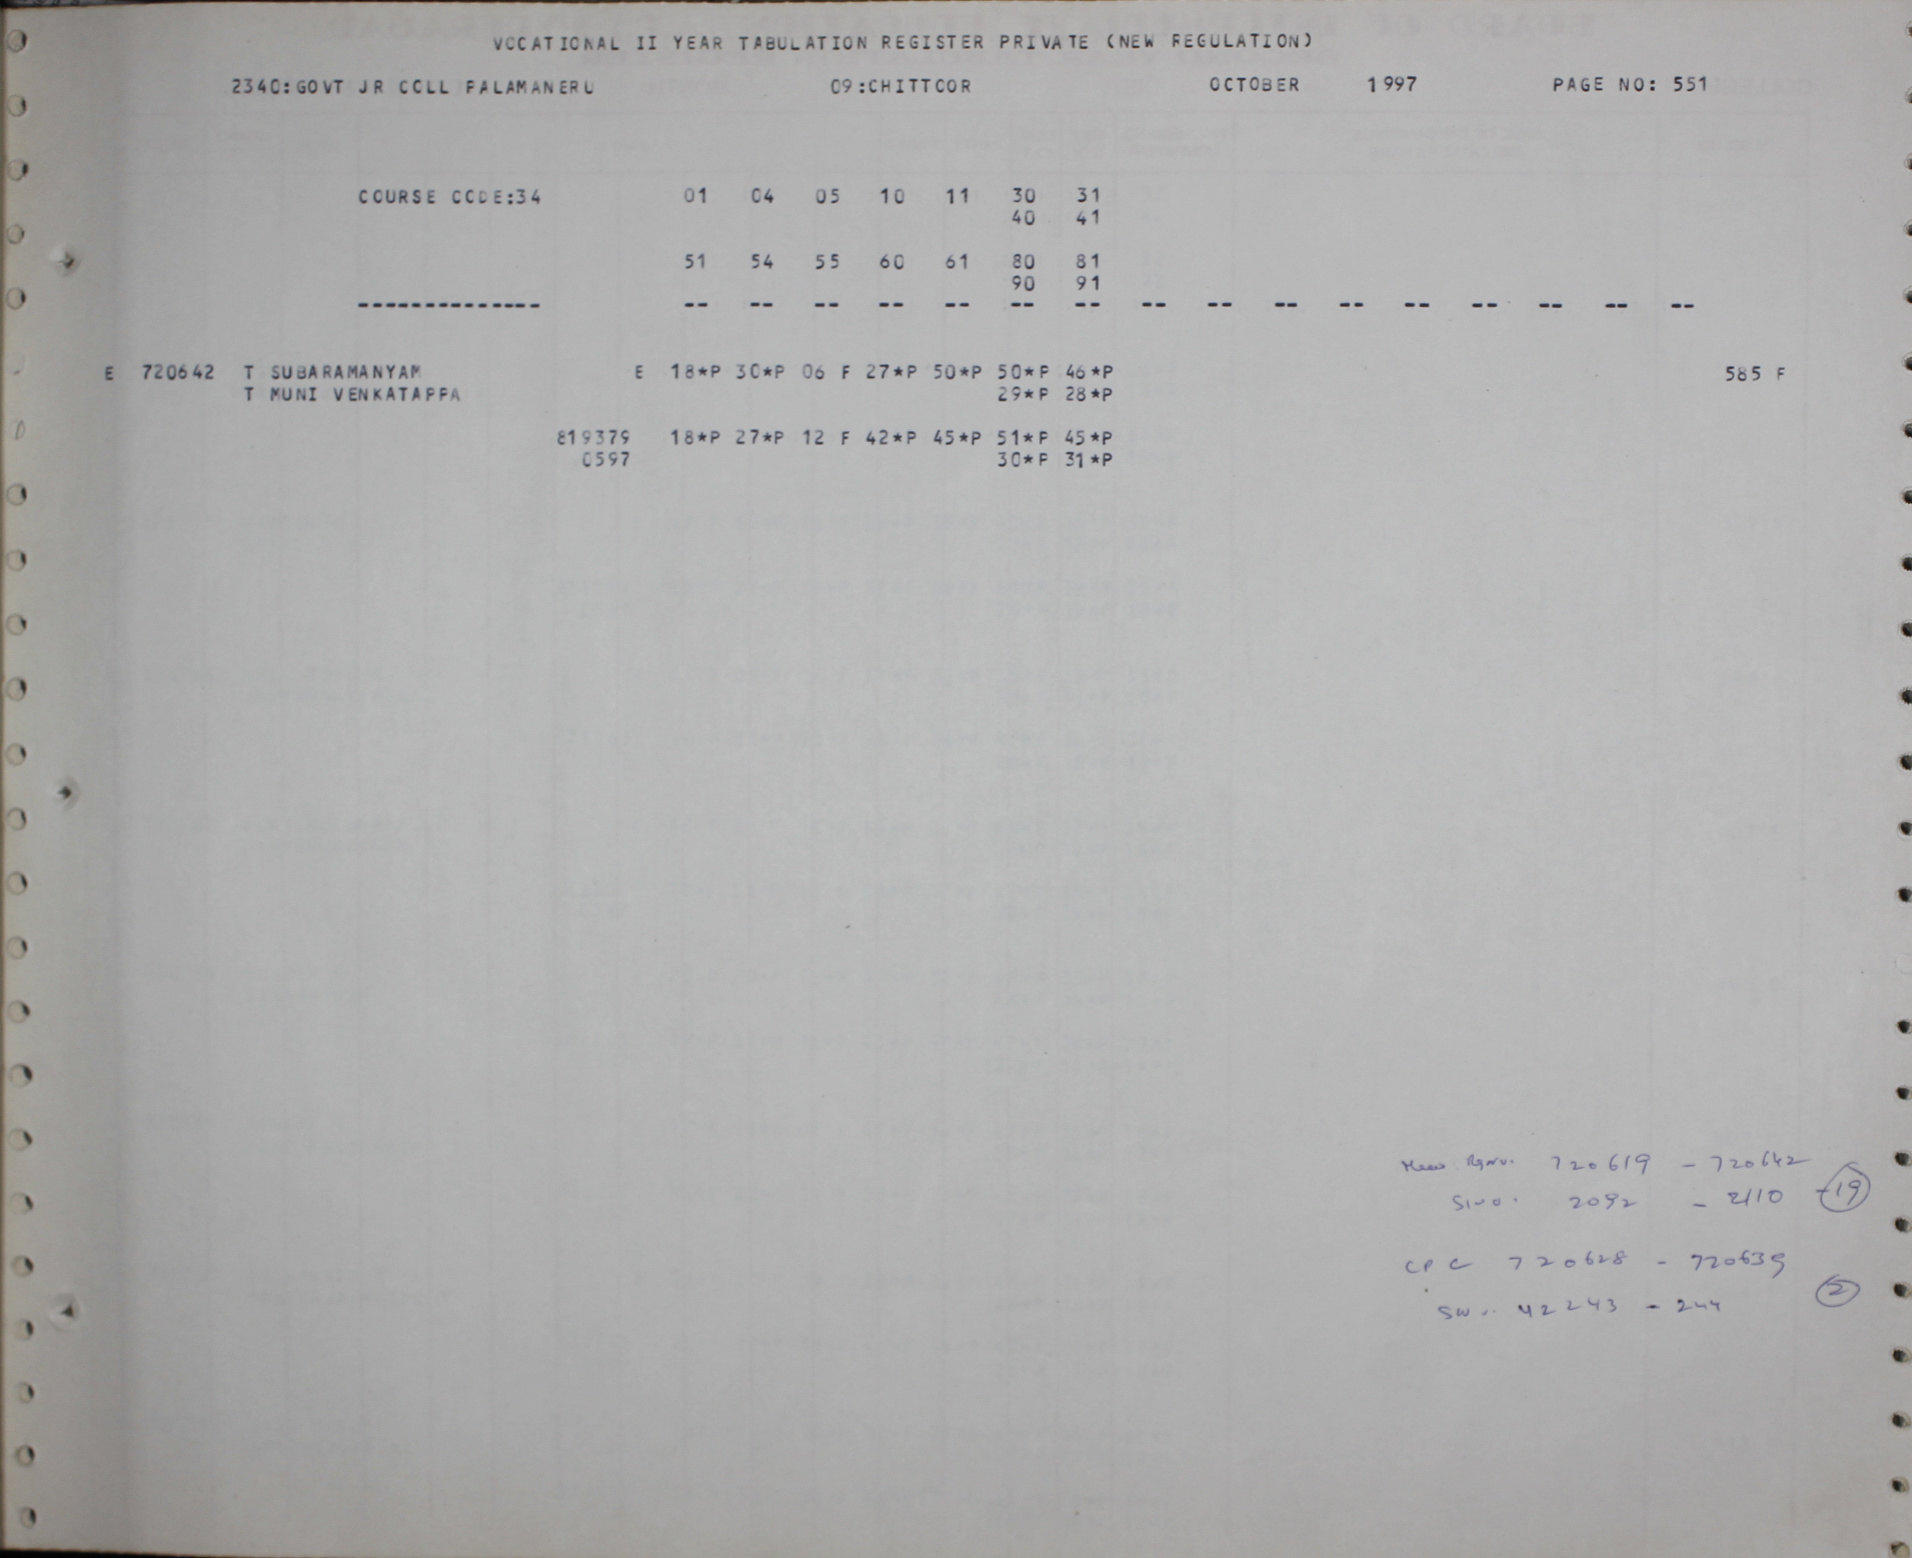 VOCATIONAL II YEAR TABULATION REGISTER PRIVATE (NEW REGULATION)
2340:GOVT JR COLL PALAMANERU 09:CHITTOOR OCTOBER 1997 PAGE NO: 551
COURSE CODE:34 01 04 05 10 11 30 31
40 41
51 54 55 60 61 80 81
90 91
-------------- -- -- -- -- -- -- -- -- -- -- -- -- -- -- -- --
E 720642 T SUBARAMANYAM E 18*P 30*P 06 F 27*P 50*P 50*P 46*P 585 F
T MUNI VENKATAPPA 29*P 28*P
819379 18*P 27*P 12 F 42*P 45*P 51*P 45*P
0597 30*P 31*P
720619 - 720642
2092 - 2110 - 19
CPC 720628 - 720639
42243 - 244 2